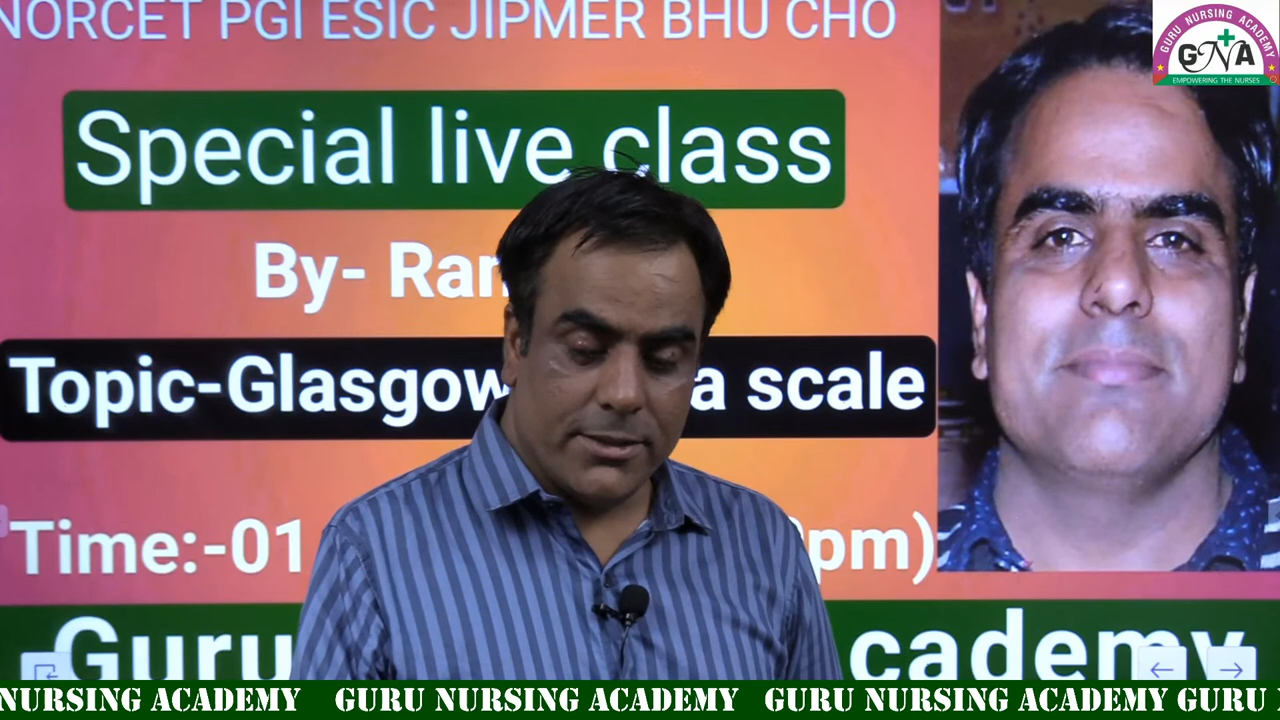 NORCET PGI ESIC JIPMER BHU CHO
GURU NURSING ACADEMY
GNA
EMPOWERING THE NURSES
Special live class
By- Ran
Topic-Glasgow a scale
Time:-01 pm)
Guru cademy
NURSING ACADEMY GURU NURSING ACADEMY GURU NURSING ACADEMY GURU